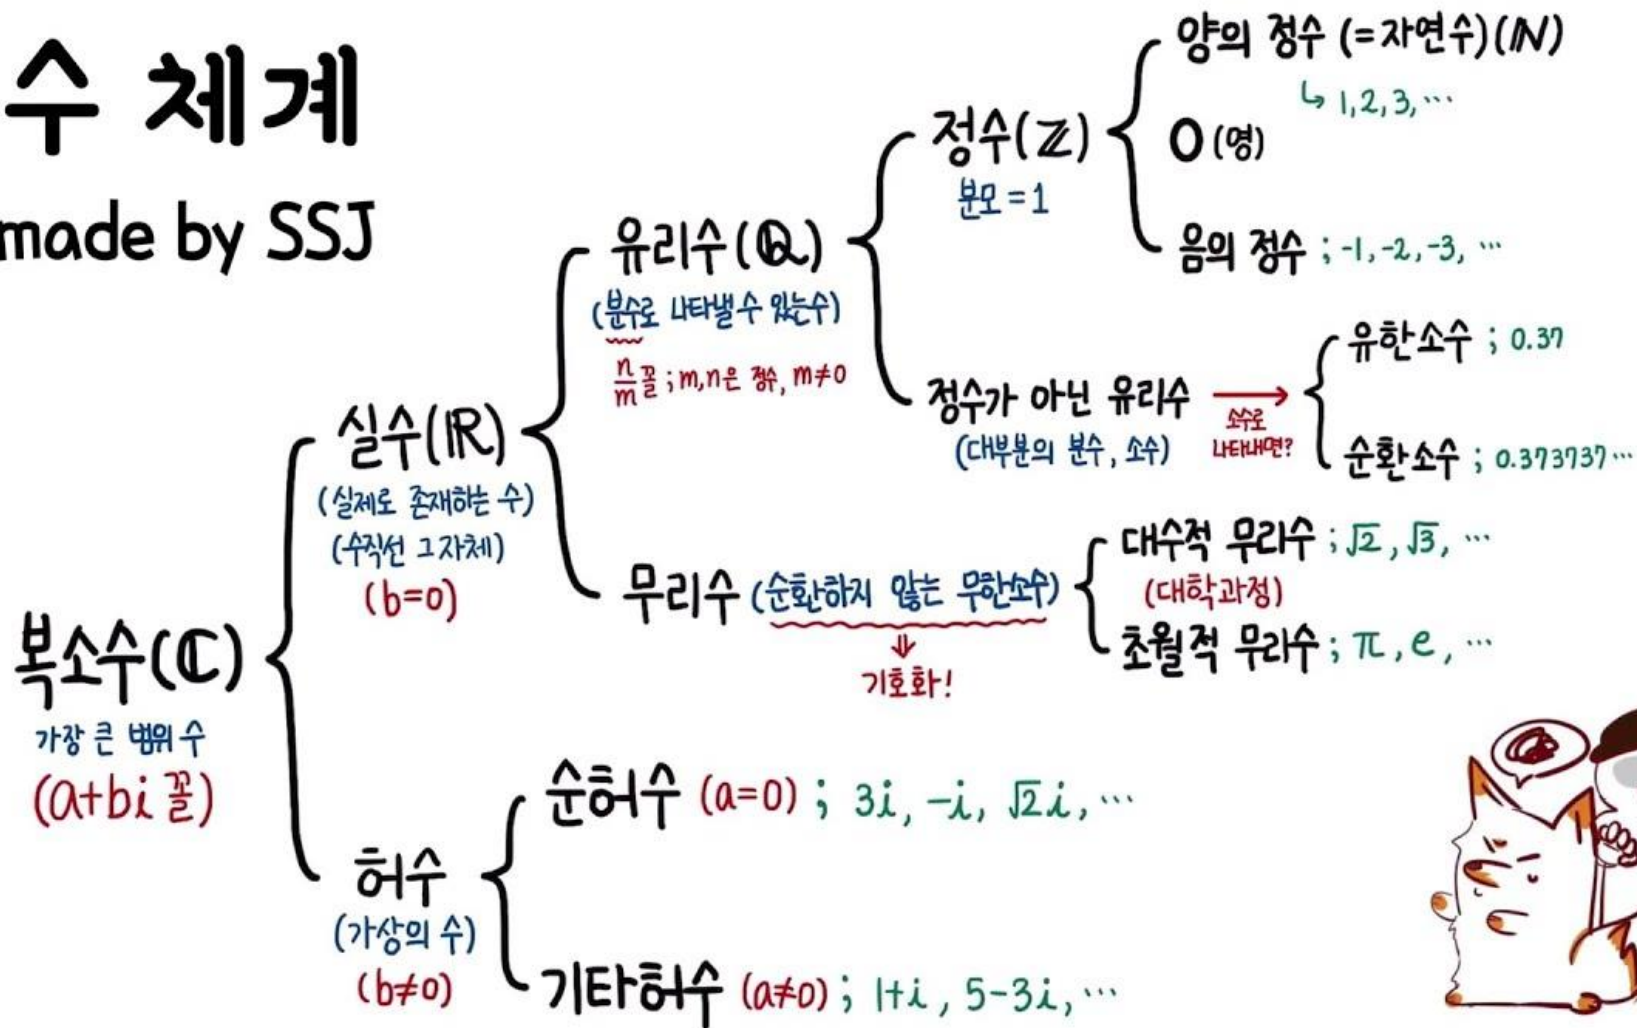 수 체계
made by SSJ
복소수(ℂ)
가장 큰 범위 수
(a+bi 꼴)
실수(ℝ)
(실제로 존재하는 수)
(수직선 그 자체)
(b=0)
유리수(ℚ)
(분수로 나타낼 수 있는 수)
n/m 꼴 ; m,n은 정수, m≠0
정수(ℤ)
분모 = 1
양의 정수 (=자연수)(ℕ)
↳ 1, 2, 3, ⋯
0 (영)
음의 정수 ; -1, -2, -3, ⋯
정수가 아닌 유리수
(대부분의 분수, 소수)
소수로
나타내면?
유한소수 ; 0.37
순환소수 ; 0.373737⋯
무리수 (순환하지 않는 무한소수)
⇓
기호화!
대수적 무리수 ; √2, √3, ⋯
(대학과정)
초월적 무리수 ; π, e, ⋯
허수
(가상의 수)
(b≠0)
순허수 (a=0) ; 3i, -i, √2i, ⋯
기타허수 (a≠0) ; 1+i, 5-3i, ⋯